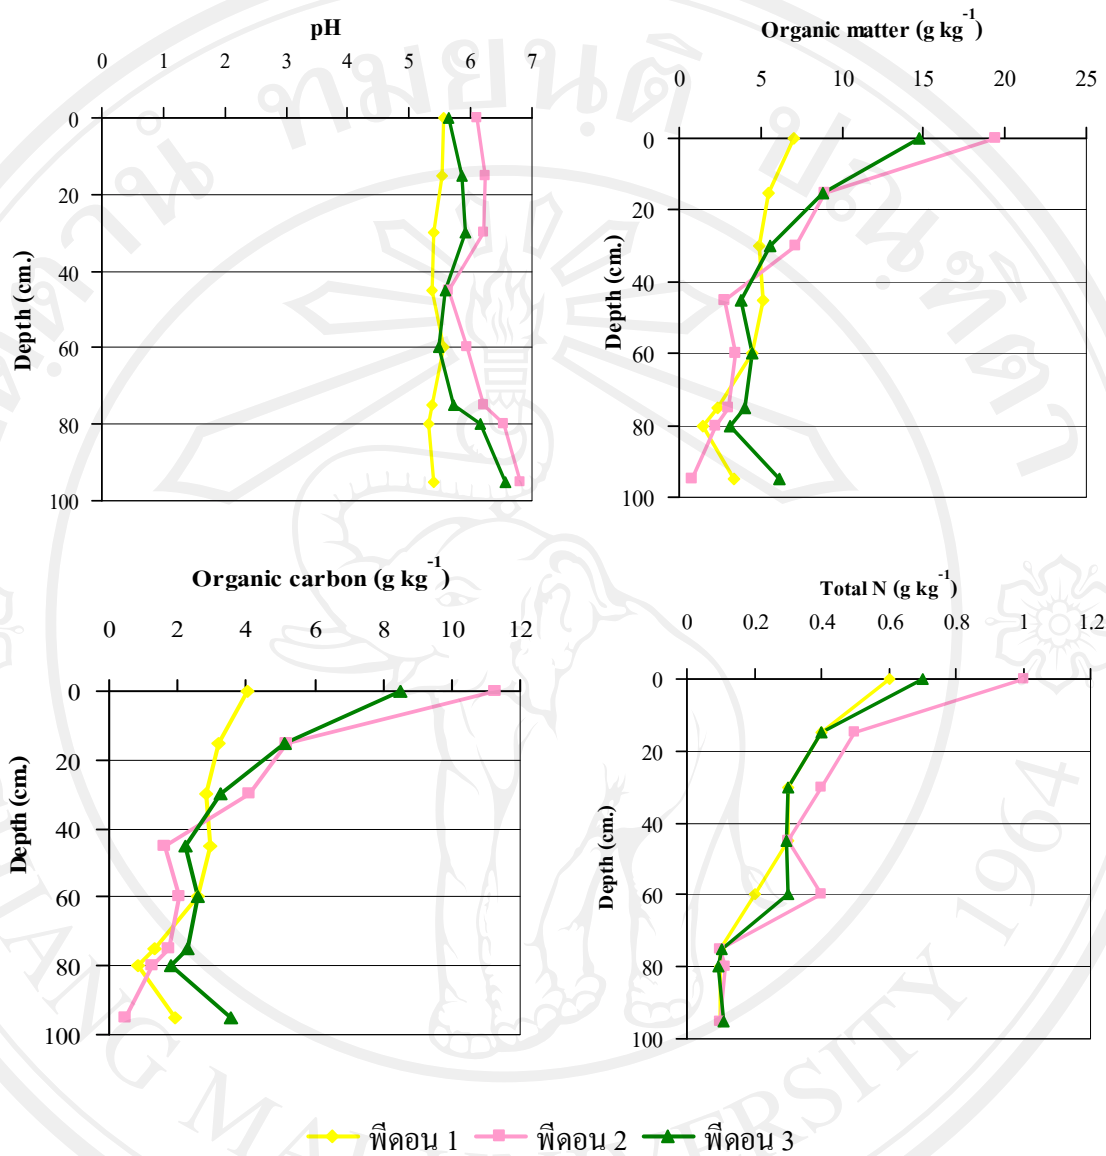 pH
0 1 2 3 4 5 6 7
0
20
40
60
80
100
Depth (cm.)
Organic matter (g kg⁻¹)
0 5 10 15 20 25
0
20
40
60
80
100
Depth (cm.)
Organic carbon (g kg⁻¹)
0 2 4 6 8 10 12
0
20
40
60
80
100
Depth (cm.)
Total N (g kg⁻¹)
0 0.2 0.4 0.6 0.8 1 1.2
0
20
40
60
80
100
Depth (cm.)
พีดอน 1 พีดอน 2 พีดอน 3